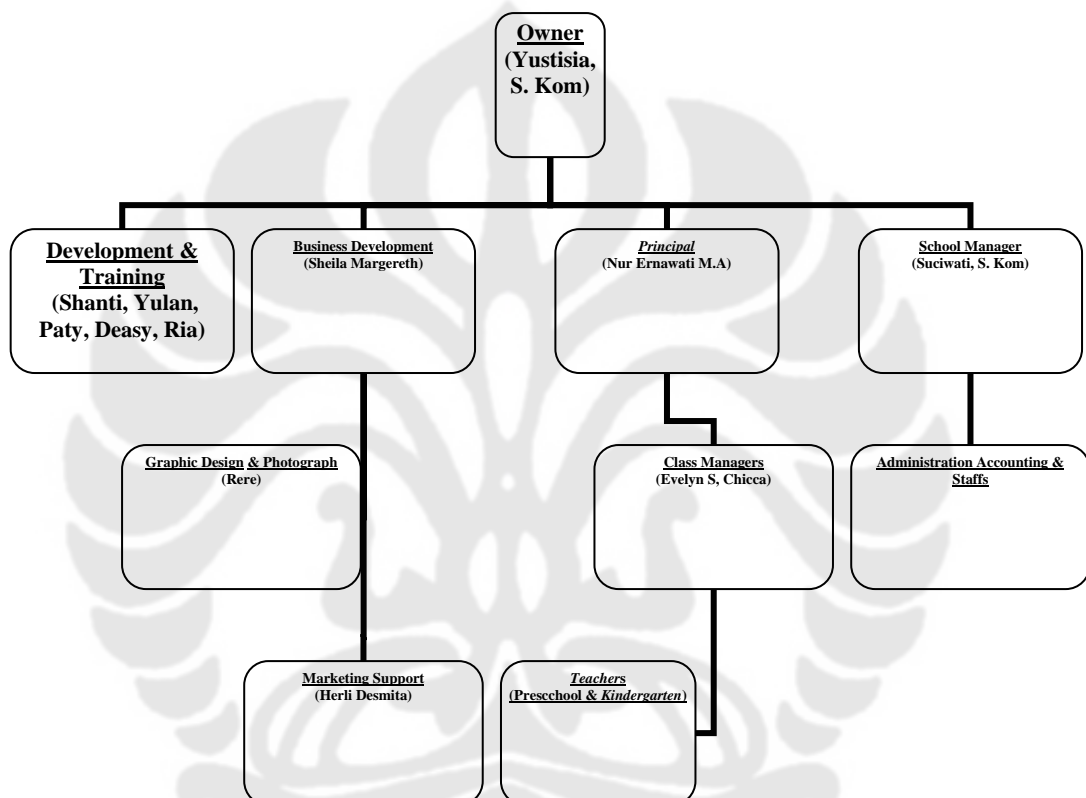 Owner
(Yustisia,
S. Kom)
Development &
Training
(Shanti, Yulan,
Paty, Deasy, Ria)
Business Development
(Sheila Margereth)
Principal
(Nur Ernawati M.A)
School Manager
(Suciwati, S. Kom)
Graphic Design & Photograph
(Rere)
Class Managers
(Evelyn S, Chicca)
Administration Accounting &
Staffs
Marketing Support
(Herli Desmita)
Teachers
(Prescchool & Kindergarten)